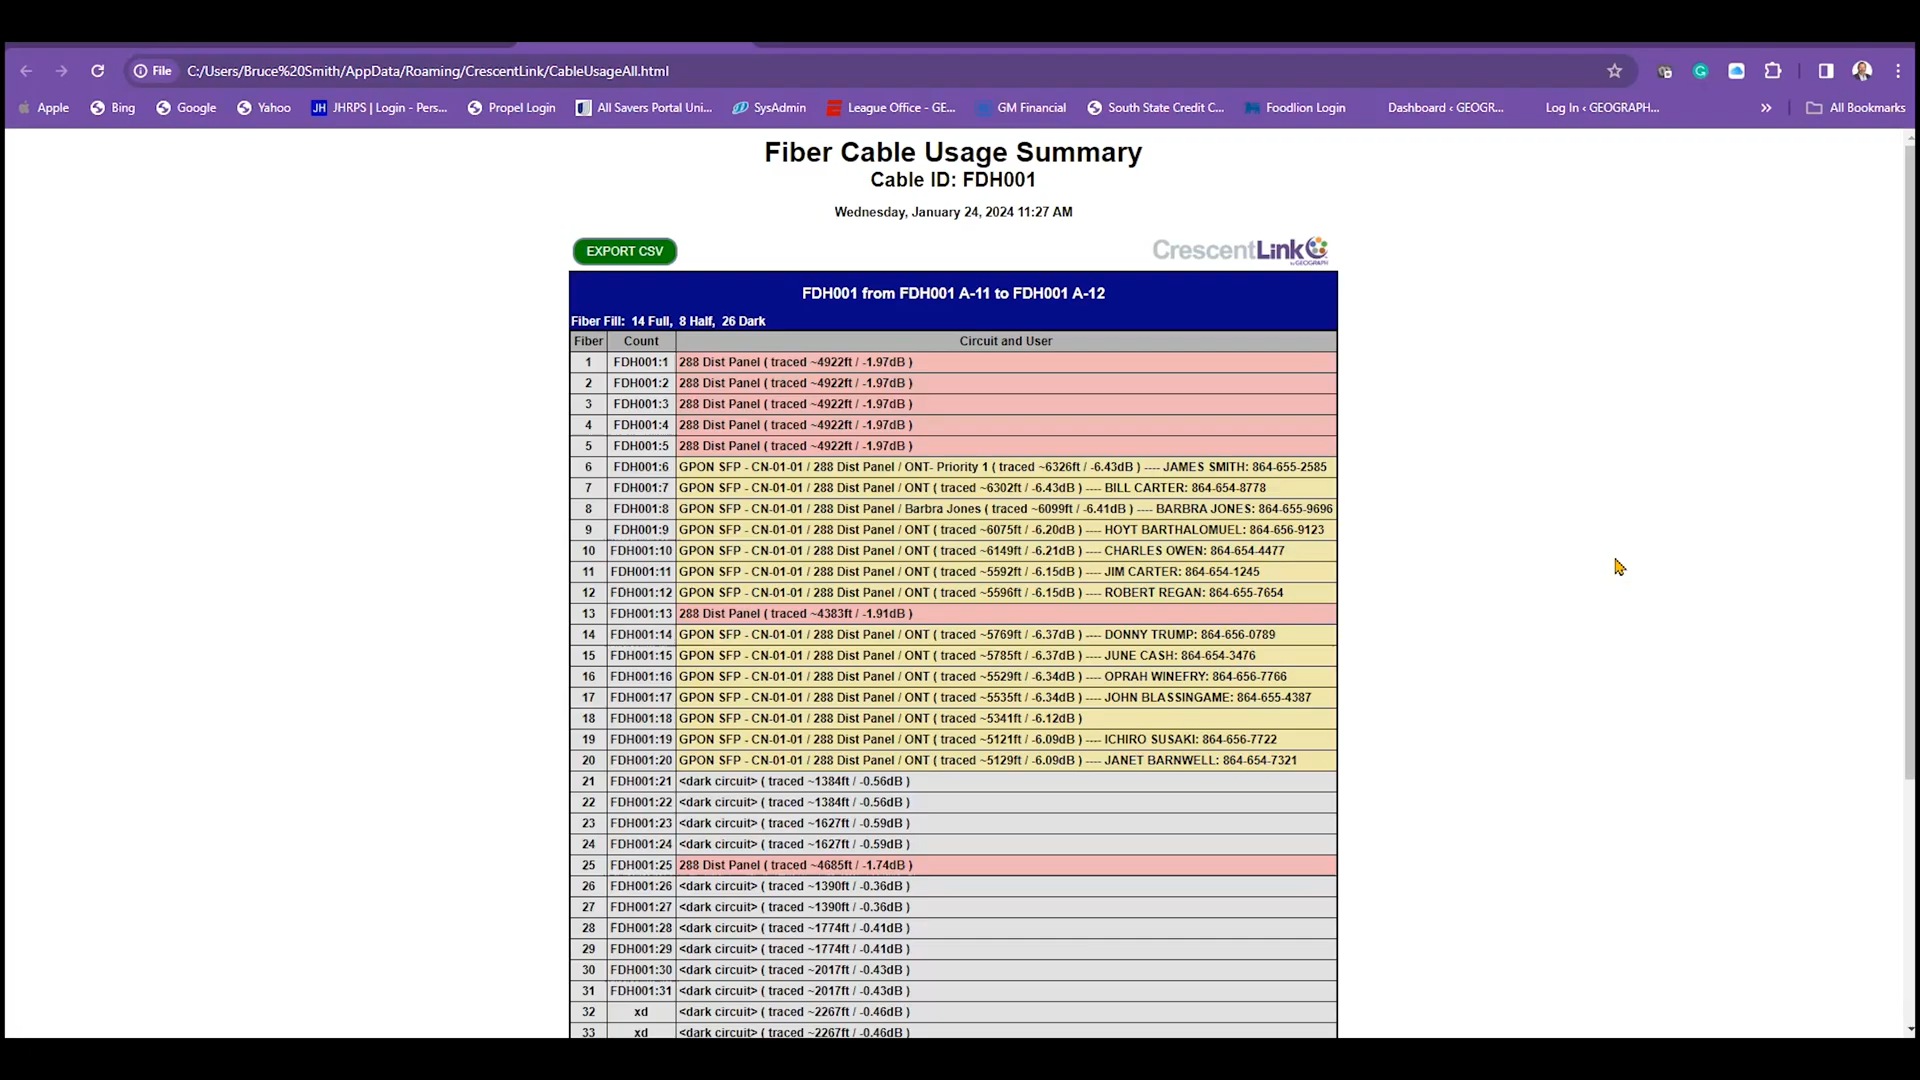 File C:/Users/Bruce%20Smith/AppData/Roaming/CrescentLink/CableUsageAll.html
Apple Bing Google Yahoo JH JHRPS | Login - Pers... Propel Login All Savers Portal Uni... SysAdmin League Office - GE... GM Financial South State Credit C... Foodlion Login Dashboard ‹ GEOGR... Log In ‹ GEOGRAPH... » All Bookmarks
Fiber Cable Usage Summary
Cable ID: FDH001
Wednesday, January 24, 2024 11:27 AM
EXPORT CSV
CrescentLink
by GEOGRAPH
FDH001 from FDH001 A-11 to FDH001 A-12
Fiber Fill: 14 Full, 8 Half, 26 Dark
Fiber Count Circuit and User
1 FDH001:1 288 Dist Panel ( traced ~4922ft / -1.97dB )
2 FDH001:2 288 Dist Panel ( traced ~4922ft / -1.97dB )
3 FDH001:3 288 Dist Panel ( traced ~4922ft / -1.97dB )
4 FDH001:4 288 Dist Panel ( traced ~4922ft / -1.97dB )
5 FDH001:5 288 Dist Panel ( traced ~4922ft / -1.97dB )
6 FDH001:6 GPON SFP - CN-01-01 / 288 Dist Panel / ONT- Priority 1 ( traced ~6326ft / -6.43dB ) ---- JAMES SMITH: 864-655-2585
7 FDH001:7 GPON SFP - CN-01-01 / 288 Dist Panel / ONT ( traced ~6302ft / -6.43dB ) ---- BILL CARTER: 864-654-8778
8 FDH001:8 GPON SFP - CN-01-01 / 288 Dist Panel / Barbra Jones ( traced ~6099ft / -6.41dB ) ---- BARBRA JONES: 864-655-9696
9 FDH001:9 GPON SFP - CN-01-01 / 288 Dist Panel / ONT ( traced ~6075ft / -6.20dB ) ---- HOYT BARTHALOMUEL: 864-656-9123
10 FDH001:10 GPON SFP - CN-01-01 / 288 Dist Panel / ONT ( traced ~6149ft / -6.21dB ) ---- CHARLES OWEN: 864-654-4477
11 FDH001:11 GPON SFP - CN-01-01 / 288 Dist Panel / ONT ( traced ~5592ft / -6.15dB ) ---- JIM CARTER: 864-654-1245
12 FDH001:12 GPON SFP - CN-01-01 / 288 Dist Panel / ONT ( traced ~5596ft / -6.15dB ) ---- ROBERT REGAN: 864-655-7654
13 FDH001:13 288 Dist Panel ( traced ~4383ft / -1.91dB )
14 FDH001:14 GPON SFP - CN-01-01 / 288 Dist Panel / ONT ( traced ~5769ft / -6.37dB ) ---- DONNY TRUMP: 864-656-0789
15 FDH001:15 GPON SFP - CN-01-01 / 288 Dist Panel / ONT ( traced ~5785ft / -6.37dB ) ---- JUNE CASH: 864-654-3476
16 FDH001:16 GPON SFP - CN-01-01 / 288 Dist Panel / ONT ( traced ~5529ft / -6.34dB ) ---- OPRAH WINEFRY: 864-656-7766
17 FDH001:17 GPON SFP - CN-01-01 / 288 Dist Panel / ONT ( traced ~5535ft / -6.34dB ) ---- JOHN BLASSINGAME: 864-655-4387
18 FDH001:18 GPON SFP - CN-01-01 / 288 Dist Panel / ONT ( traced ~5341ft / -6.12dB )
19 FDH001:19 GPON SFP - CN-01-01 / 288 Dist Panel / ONT ( traced ~5121ft / -6.09dB ) ---- ICHIRO SUSAKI: 864-656-7722
20 FDH001:20 GPON SFP - CN-01-01 / 288 Dist Panel / ONT ( traced ~5129ft / -6.09dB ) ---- JANET BARNWELL: 864-654-7321
21 FDH001:21 <dark circuit> ( traced ~1384ft / -0.56dB )
22 FDH001:22 <dark circuit> ( traced ~1384ft / -0.56dB )
23 FDH001:23 <dark circuit> ( traced ~1627ft / -0.59dB )
24 FDH001:24 <dark circuit> ( traced ~1627ft / -0.59dB )
25 FDH001:25 288 Dist Panel ( traced ~4685ft / -1.74dB )
26 FDH001:26 <dark circuit> ( traced ~1390ft / -0.36dB )
27 FDH001:27 <dark circuit> ( traced ~1390ft / -0.36dB )
28 FDH001:28 <dark circuit> ( traced ~1774ft / -0.41dB )
29 FDH001:29 <dark circuit> ( traced ~1774ft / -0.41dB )
30 FDH001:30 <dark circuit> ( traced ~2017ft / -0.43dB )
31 FDH001:31 <dark circuit> ( traced ~2017ft / -0.43dB )
32 xd <dark circuit> ( traced ~2267ft / -0.46dB )
33 xd <dark circuit> ( traced ~2267ft / -0.46dB )